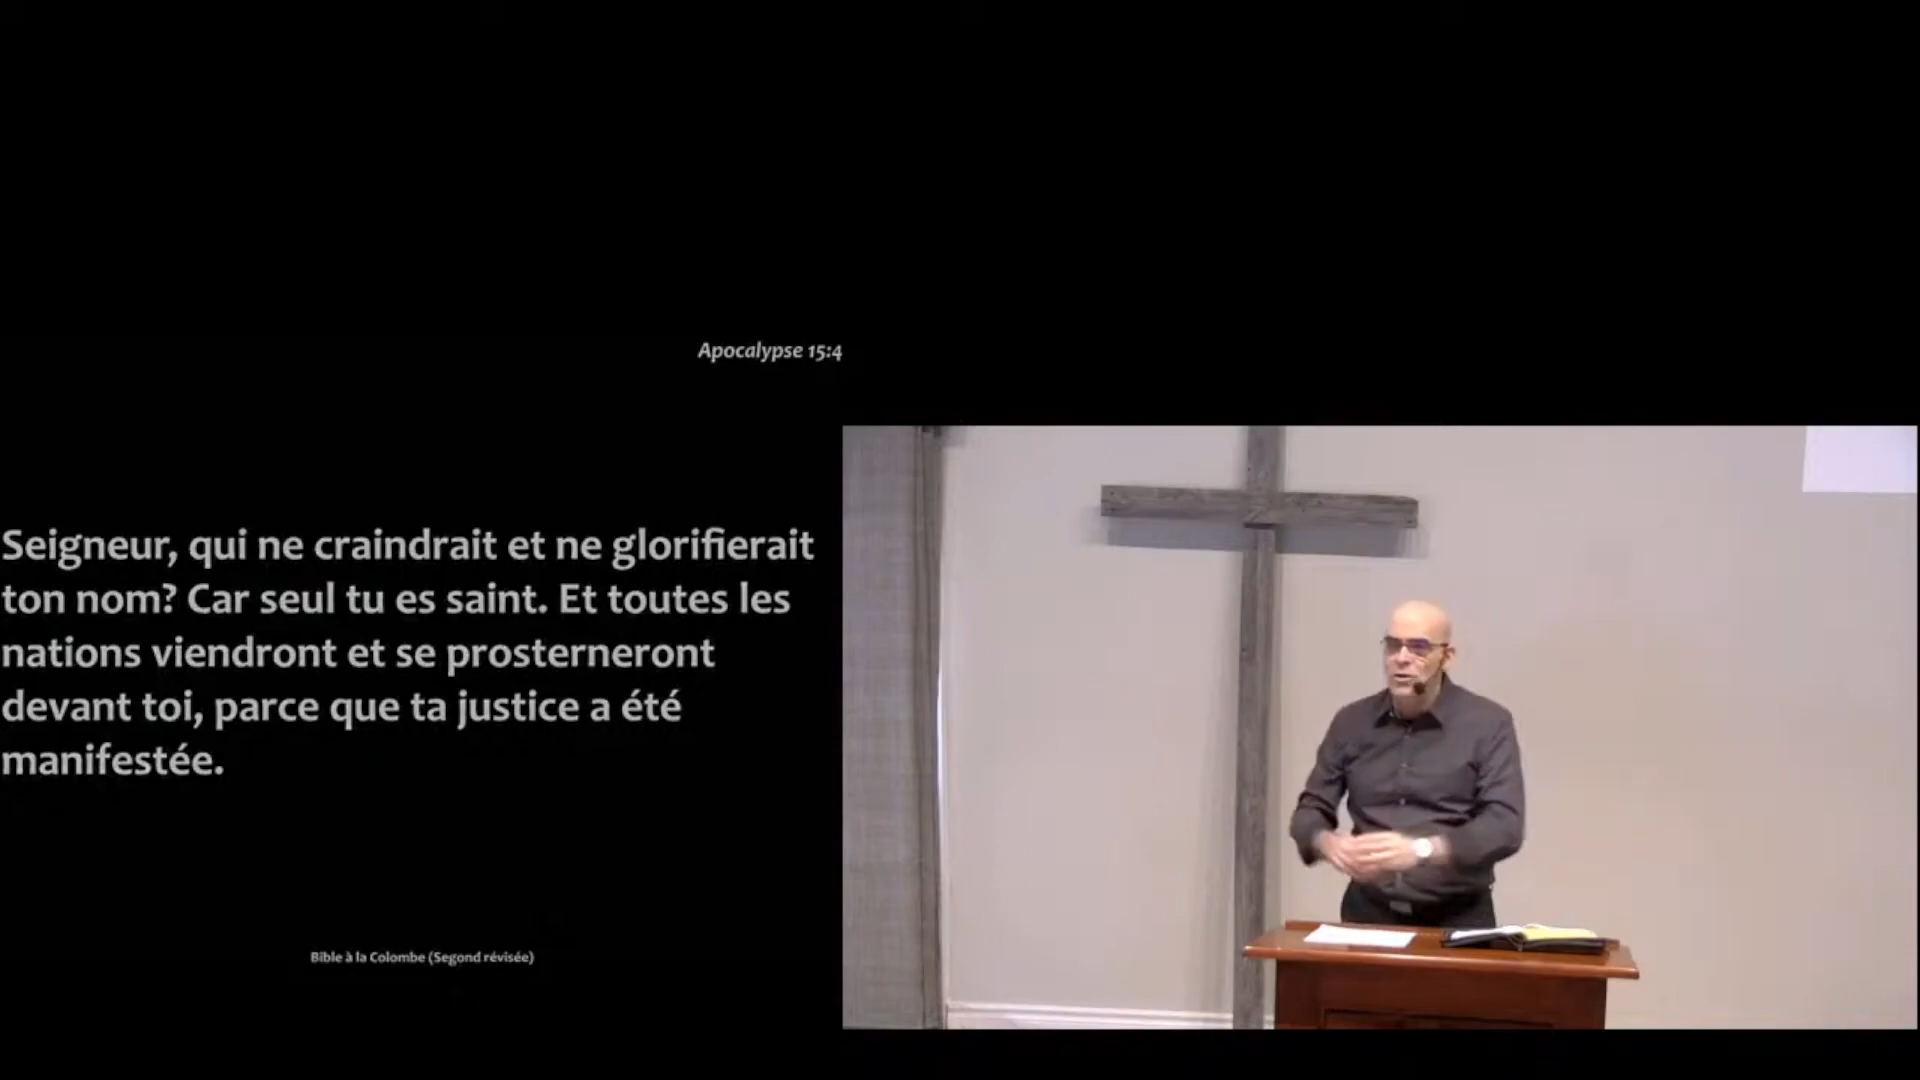 Apocalypse 15:4
Seigneur, qui ne craindrait et ne glorifierait
ton nom? Car seul tu es saint. Et toutes les
nations viendront et se prosterneront
devant toi, parce que ta justice a été
manifestée.
Bible à la Colombe (Segond révisée)